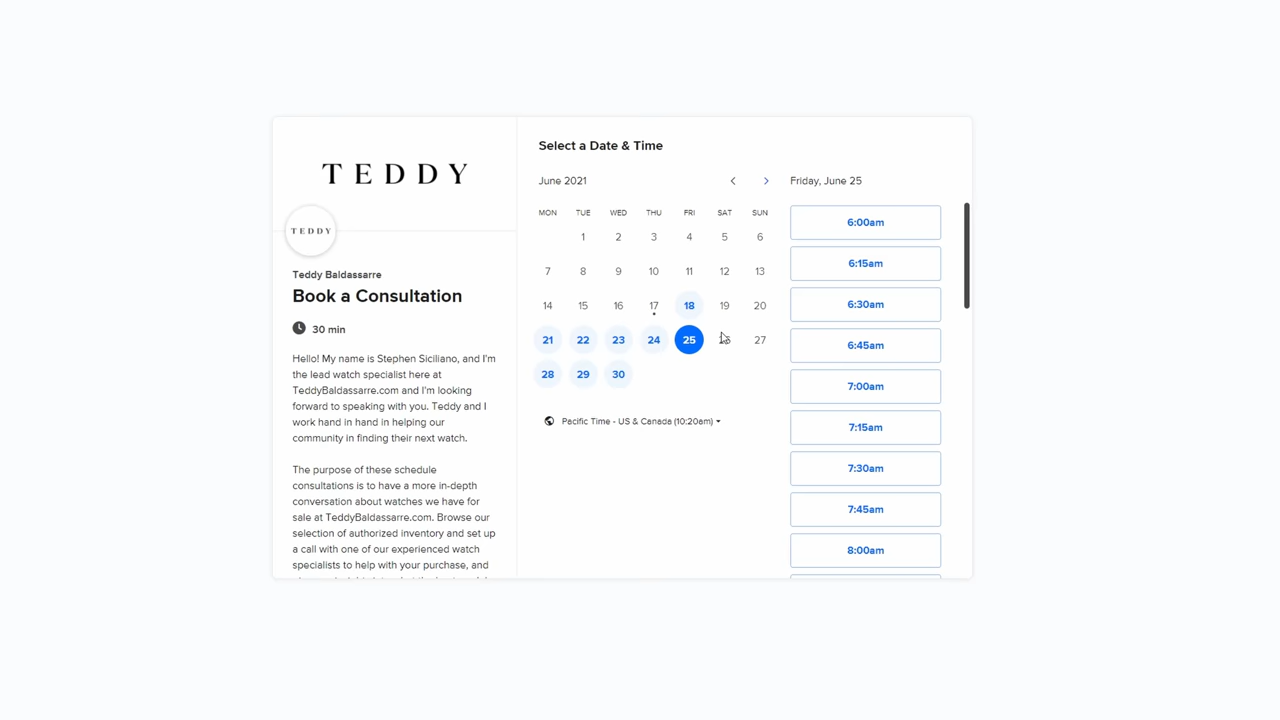 TEDDY
TEDDY
Teddy Baldassarre
Book a Consultation
30 min
Hello! My name is Stephen Siciliano, and I'm
the lead watch specialist here at
TeddyBaldassarre.com and I'm looking
forward to speaking with you. Teddy and I
work hand in hand in helping our
community in finding their next watch.
The purpose of these schedule
consultations is to have a more in-depth
conversation about watches we have for
sale at TeddyBaldassarre.com. Browse our
selection of authorized inventory and set up
a call with one of our experienced watch
specialists to help with your purchase, and
Select a Date & Time
June 2021
MON TUE WED THU FRI SAT SUN
1 2 3 4 5 6
7 8 9 10 11 12 13
14 15 16 17 18 19 20
21 22 23 24 25 26 27
28 29 30
Pacific Time - US & Canada (10:20am)
Friday, June 25
6:00am
6:15am
6:30am
6:45am
7:00am
7:15am
7:30am
7:45am
8:00am